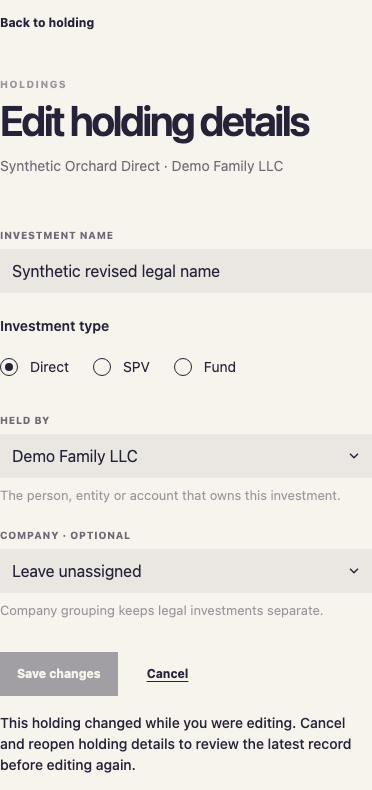 Back to holding
HOLDINGS
Edit holding details
Synthetic Orchard Direct · Demo Family LLC
INVESTMENT NAME
Synthetic revised legal name
Investment type
Direct SPV Fund
HELD BY
Demo Family LLC
The person, entity or account that owns this investment.
COMPANY · OPTIONAL
Leave unassigned
Company grouping keeps legal investments separate.
Save changes Cancel
This holding changed while you were editing. Cancel
and reopen holding details to review the latest record
before editing again.